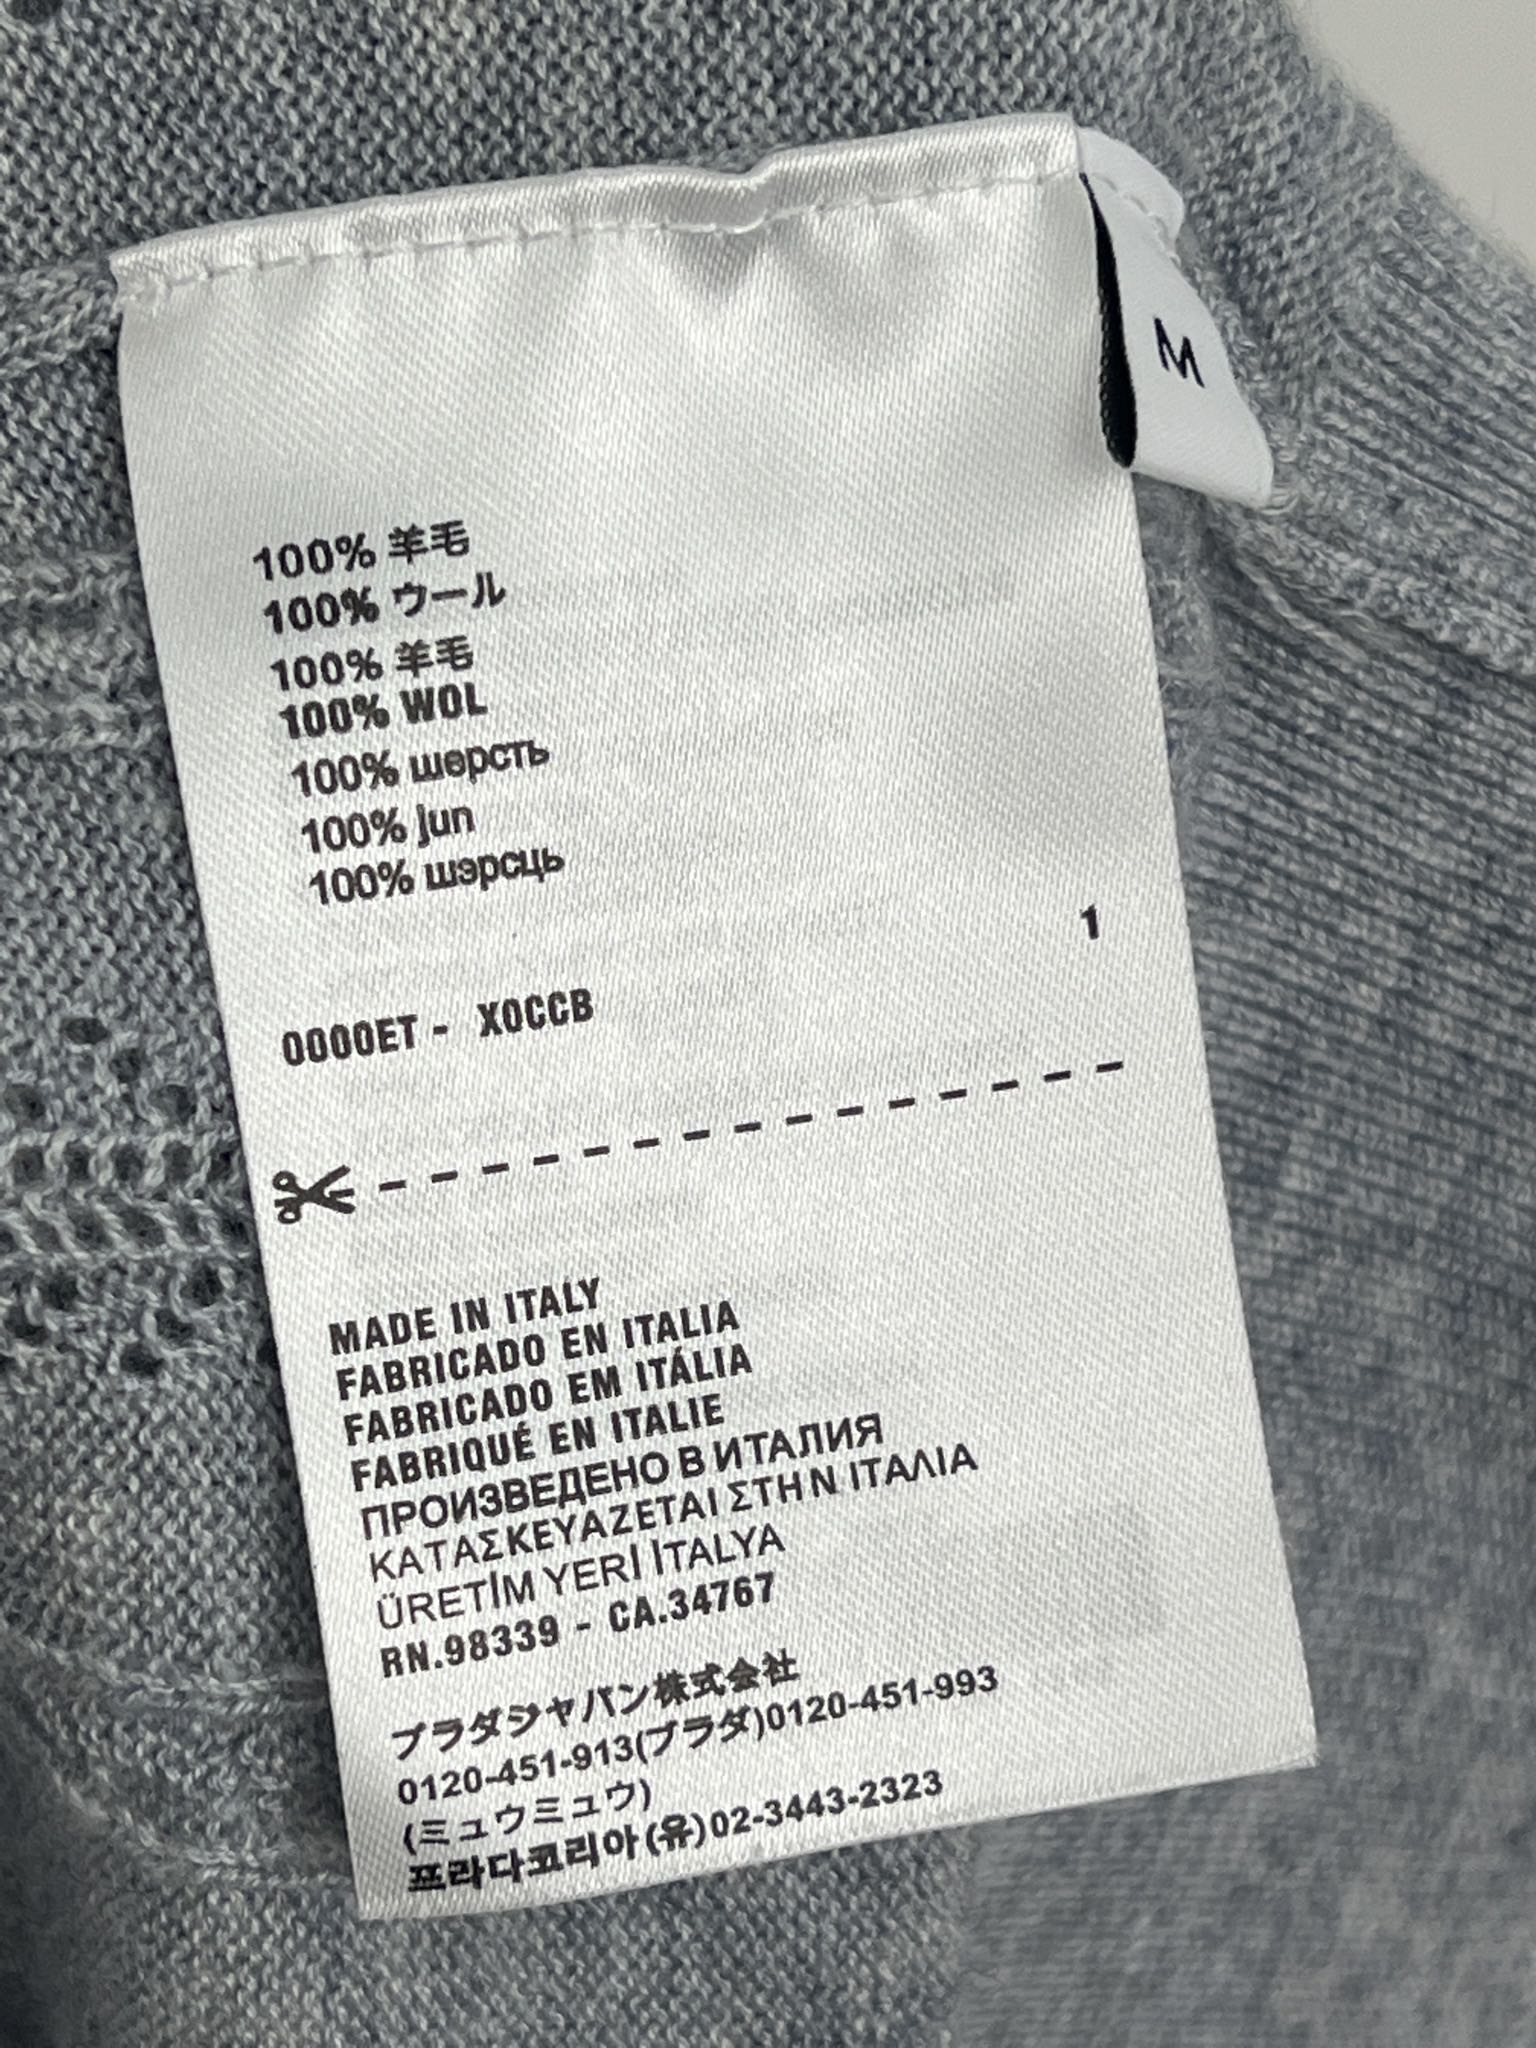 M
100% 羊毛
100% ウール
100% 羊毛
100% WOL
100% шерсть
100% jun
100% шэрсць
1
0000ET - X0CCB
MADE IN ITALY
FABRICADO EN ITALIA
FABRICADO EM ITÁLIA
FABRIQUÉ EN ITALIE
ПРОИЗВЕДЕНО В ИТАЛИЯ
ΚΑΤΑΣΚΕΥΑΖΕΤΑΙ ΣΤΗΝ ΙΤΑΛΙΑ
ÜRETİM YERİ İTALYA
RN.98339 - CA.34767
プラダジャパン株式会社
0120-451-913(プラダ)0120-451-993
(ミュウミュウ)
프라다코리아(유)02-3443-2323